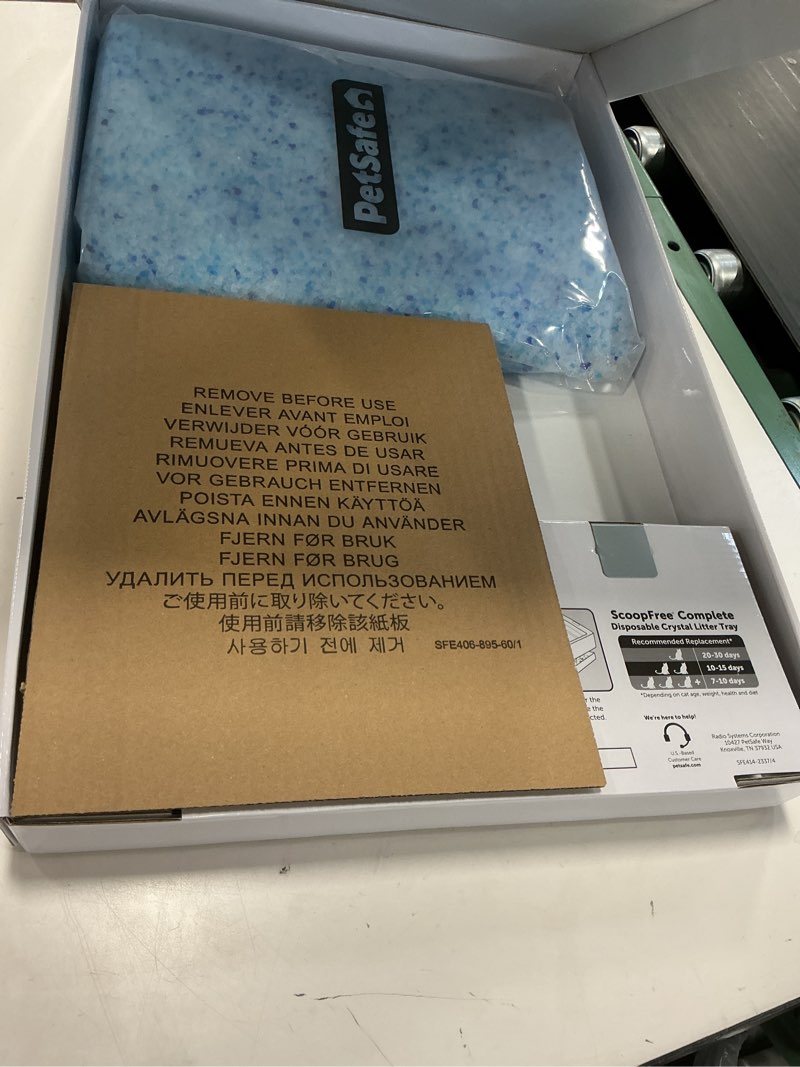 PetSafe
REMOVE BEFORE USE
ENLEVER AVANT EMPLOI
VERWIJDER VÓÓR GEBRUIK
REMUEVA ANTES DE USAR
RIMUOVERE PRIMA DI USARE
VOR GEBRAUCH ENTFERNEN
POISTA ENNEN KÄYTTÖÄ
AVLÄGSNA INNAN DU ANVÄNDER
FJERN FØR BRUK
FJERN FØR BRUG
УДАЛИТЬ ПЕРЕД ИСПОЛЬЗОВАНИЕМ
ご使用前に取り除いてください。
使用前請移除該紙板
사용하기 전에 제거
SFE406-895-60/1
ScoopFree® Complete
Disposable Crystal Litter Tray
Recommended Replacement*
20-30 days
10-15 days
+ 7-10 days
*Depending on cat age, weight, health and diet
the
the
cted.
We're here to help!
U.S.-Based
Customer Care
petsafe.com
Radio Systems Corporation
10427 PetSafe Way
Knoxville, TN 37932 USA
SFE414-2337/4